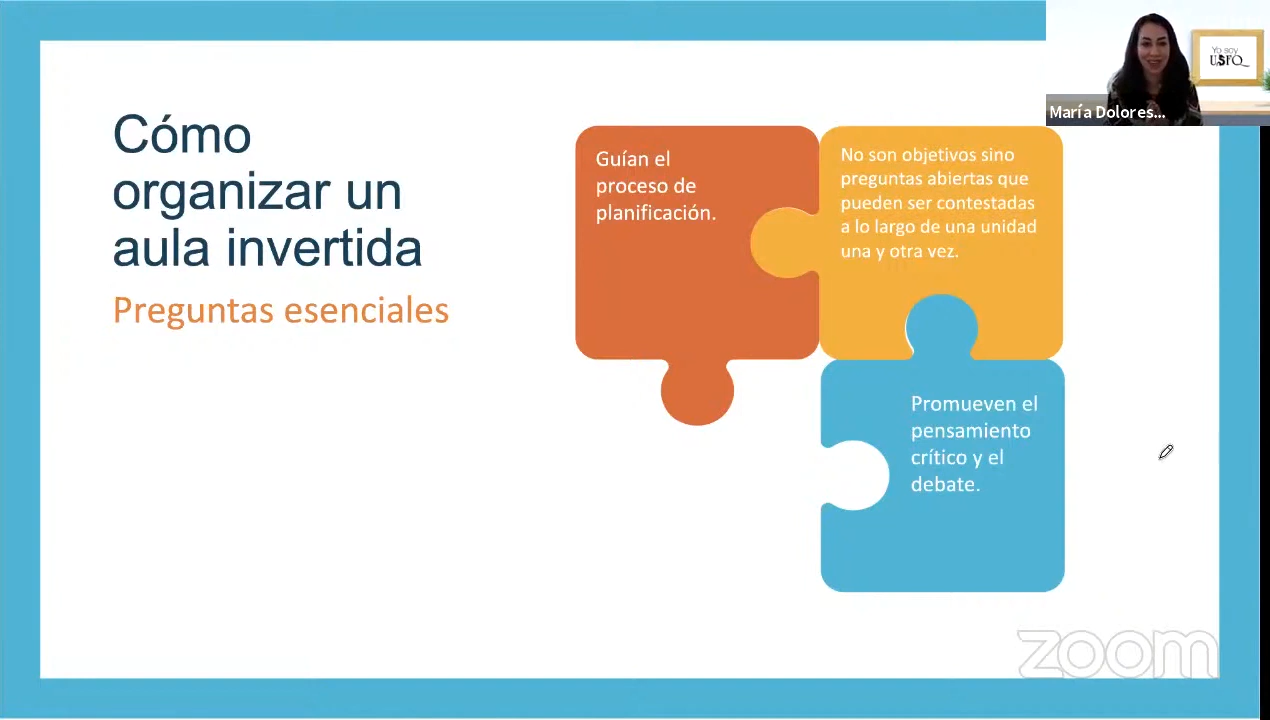 Cómo
organizar un
aula invertida
Preguntas esenciales
Guían el
proceso de
planificación.
No son objetivos sino
preguntas abiertas que
pueden ser contestadas
a lo largo de una unidad
una y otra vez.
Promueven el
pensamiento
crítico y el
debate.
Yo soy
USFQ
María Dolores...
zoom